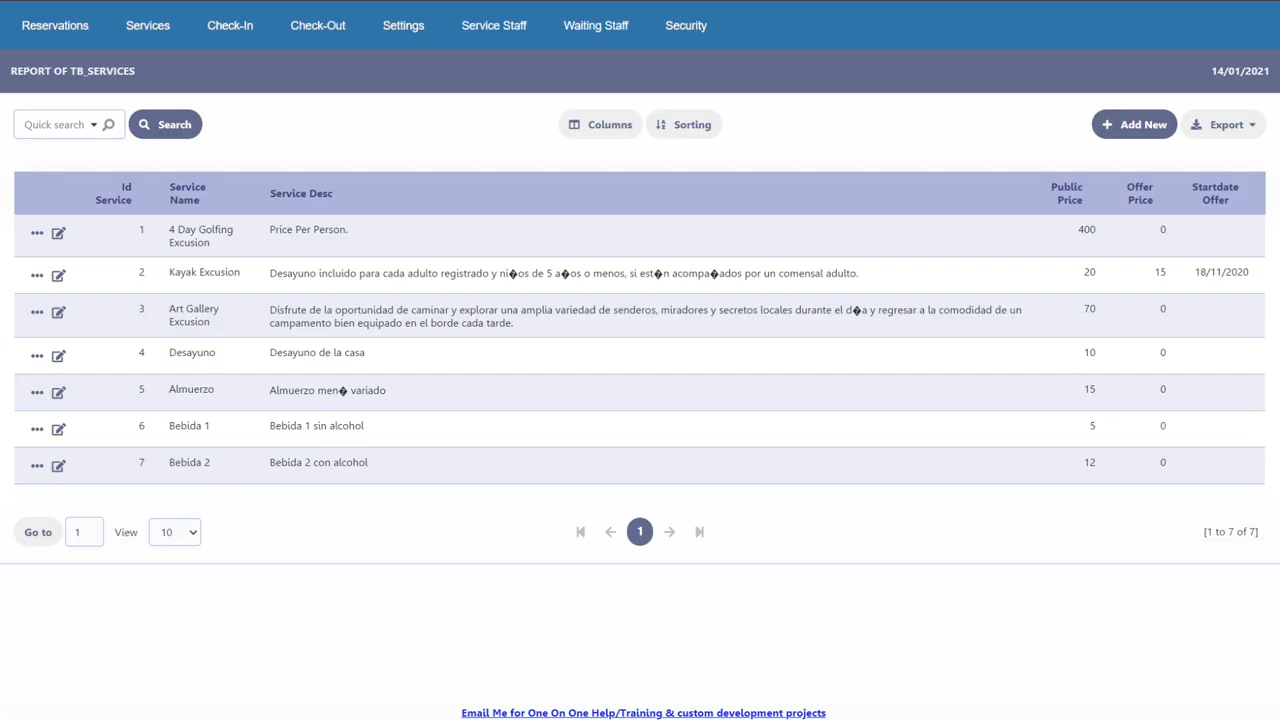 Reservations Services Check-In Check-Out Settings Service Staff Waiting Staff Security
REPORT OF TB_SERVICES 14/01/2021
Quick search Search Columns Sorting Add New Export
Id Service Service Name Service Desc Public Price Offer Price Startdate Offer
1 4 Day Golfing Excusion Price Per Person. 400 0
2 Kayak Excusion Desayuno incluido para cada adulto registrado y ni�os de 5 a�os o menos, si est�n acompa�ados por un comensal adulto. 20 15 18/11/2020
3 Art Gallery Excusion Disfrute de la oportunidad de caminar y explorar una amplia variedad de senderos, miradores y secretos locales durante el d�a y regresar a la comodidad de un 70 0
campamento bien equipado en el borde cada tarde.
4 Desayuno Desayuno de la casa 10 0
5 Almuerzo Almuerzo men� variado 15 0
6 Bebida 1 Bebida 1 sin alcohol 5 0
7 Bebida 2 Bebida 2 con alcohol 12 0
Go to 1 View 10 1 [1 to 7 of 7]
Email Me for One On One Help/Training & custom development projects